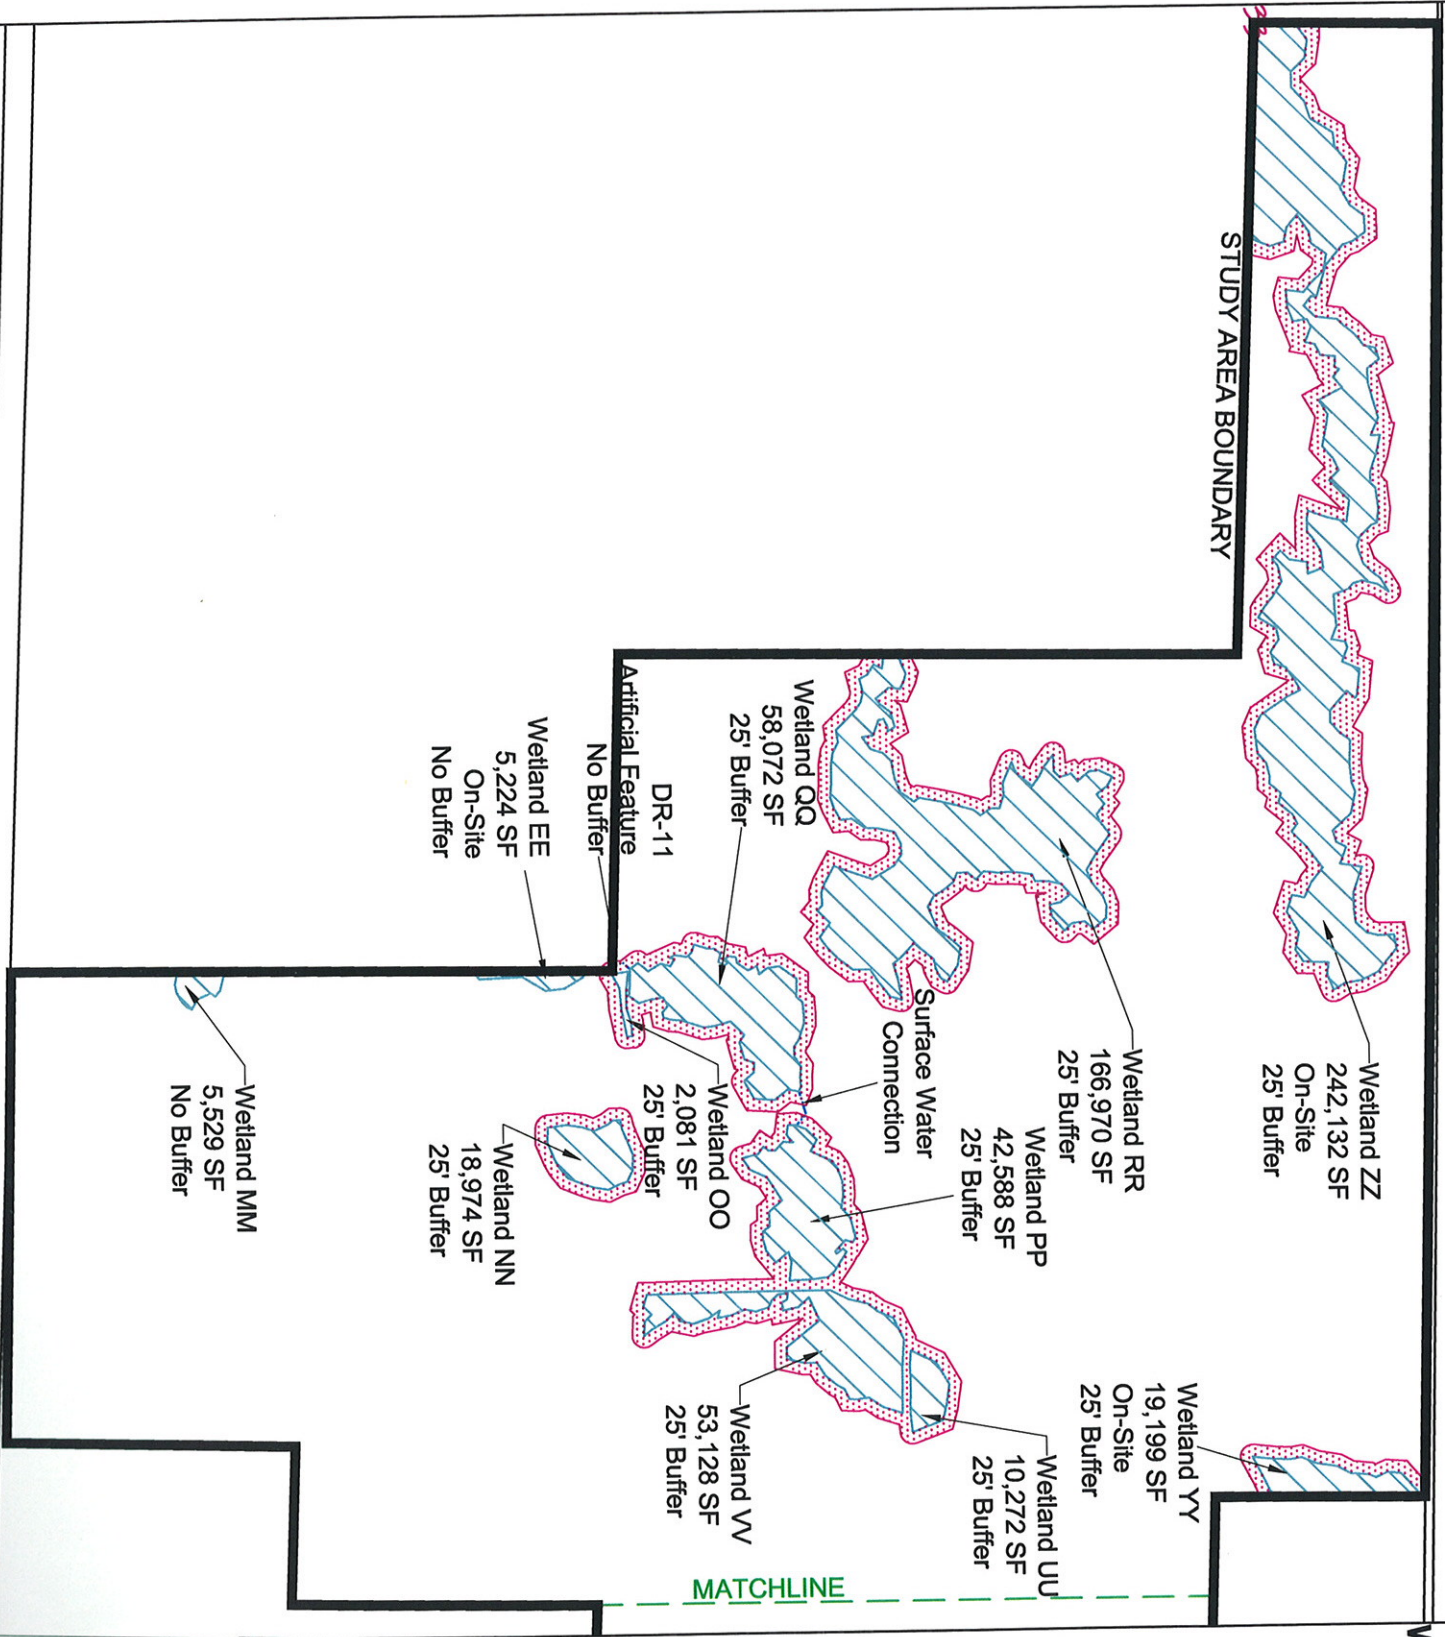 STUDY AREA BOUNDARY
Wetland ZZ
242,132 SF
On-Site
25' Buffer
Wetland RR
166,970 SF
25' Buffer
Surface Water
Connection
Wetland QQ
58,072 SF
25' Buffer
DR-11
Artificial Feature
No Buffer
Wetland EE
5,224 SF
On-Site
No Buffer
Wetland PP
42,588 SF
25' Buffer
Wetland OO
2,081 SF
25' Buffer
Wetland NN
18,974 SF
25' Buffer
Wetland MM
5,529 SF
No Buffer
Wetland YY
19,199 SF
On-Site
25' Buffer
Wetland UU
10,272 SF
25' Buffer
Wetland VV
53,128 SF
25' Buffer
MATCHLINE